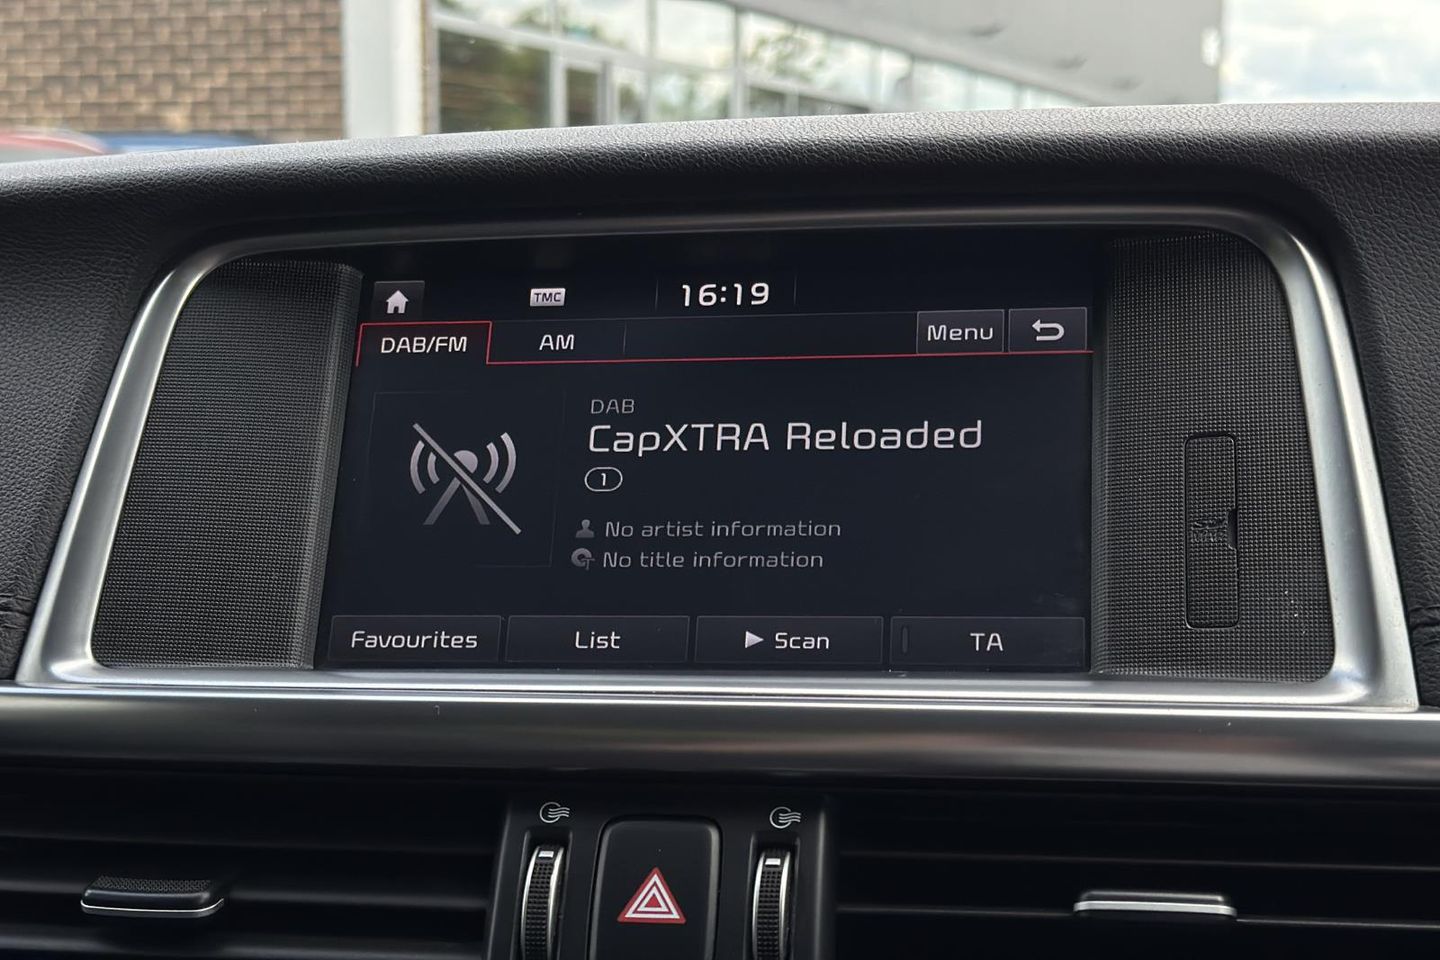 TMC
16:19
DAB/FM
AM
Menu
DAB
CapXTRA Reloaded
1
No artist information
No title information
Favourites
List
Scan
TA